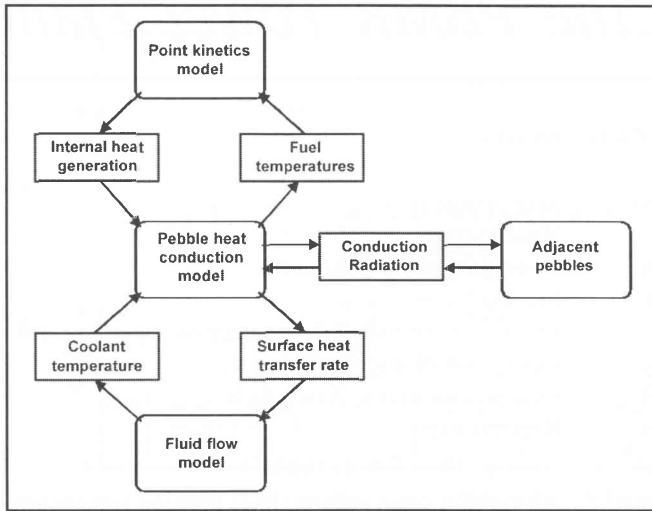 Point kinetics
model
Internal heat
generation
Fuel
temperatures
Pebble heat
conduction
model
Conduction
Radiation
Adjacent
pebbles
Coolant
temperature
Surface heat
transfer rate
Fluid flow
model